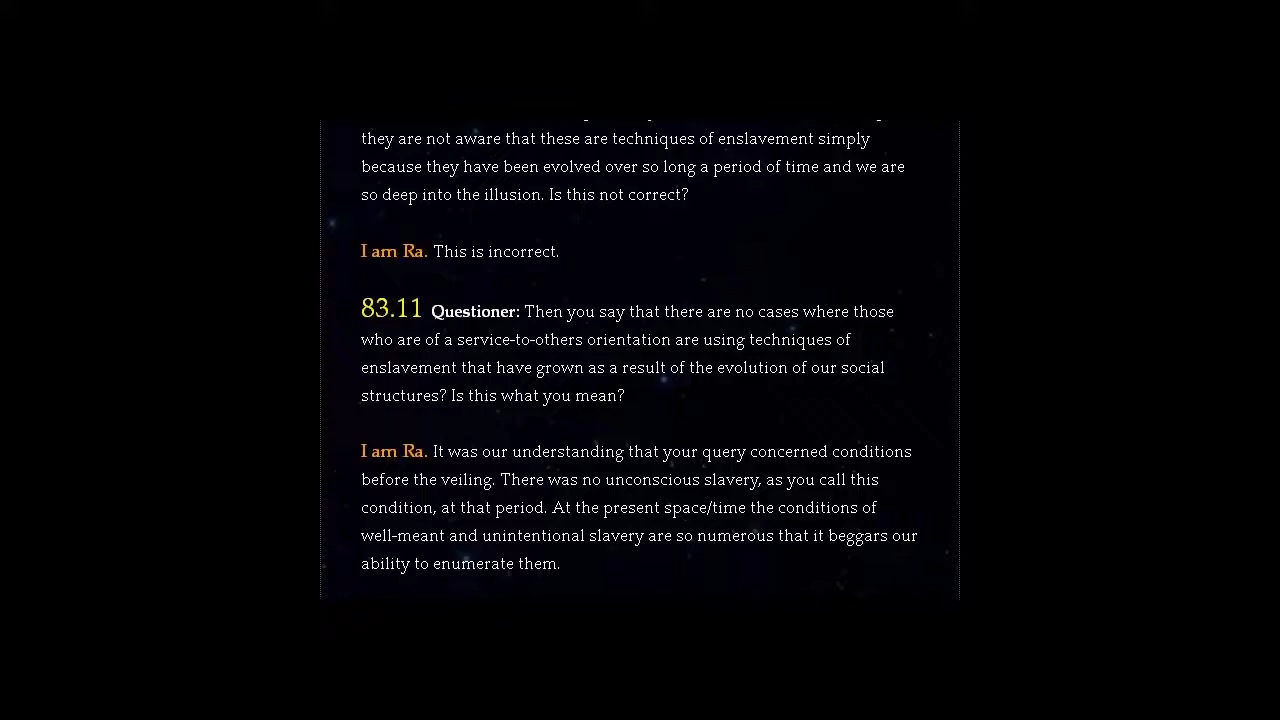 they are not aware that these are techniques of enslavement simply
because they have been evolved over so long a period of time and we are
so deep into the illusion. Is this not correct?
I am Ra. This is incorrect.
83.11 Questioner: Then you say that there are no cases where those
who are of a service-to-others orientation are using techniques of
enslavement that have grown as a result of the evolution of our social
structures? Is this what you mean?
I am Ra. It was our understanding that your query concerned conditions
before the veiling. There was no unconscious slavery, as you call this
condition, at that period. At the present space/time the conditions of
well-meant and unintentional slavery are so numerous that it beggars our
ability to enumerate them.